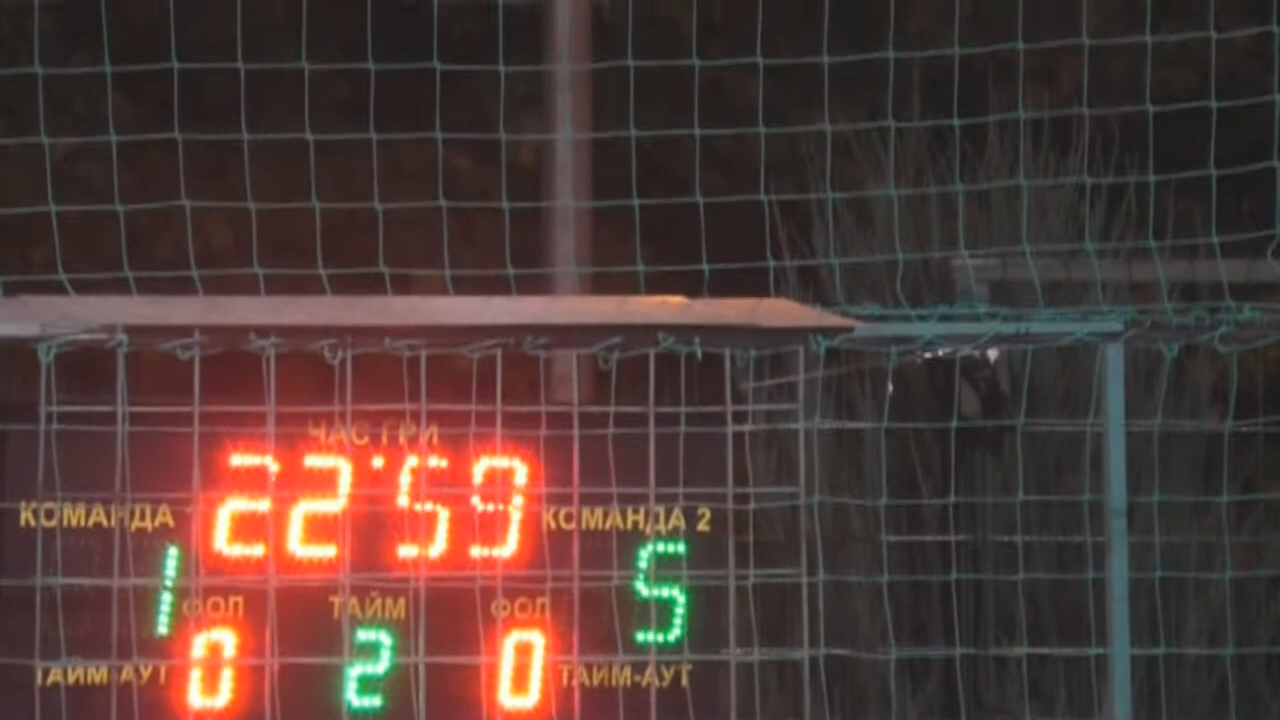 ЧАС ГРИ
КОМАНДА 22:59 КОМАНДА 2
1 5
ФОЛ ТАЙМ ФОЛ
ТАЙМ-АУТ 0 2 0 ТАЙМ-АУТ